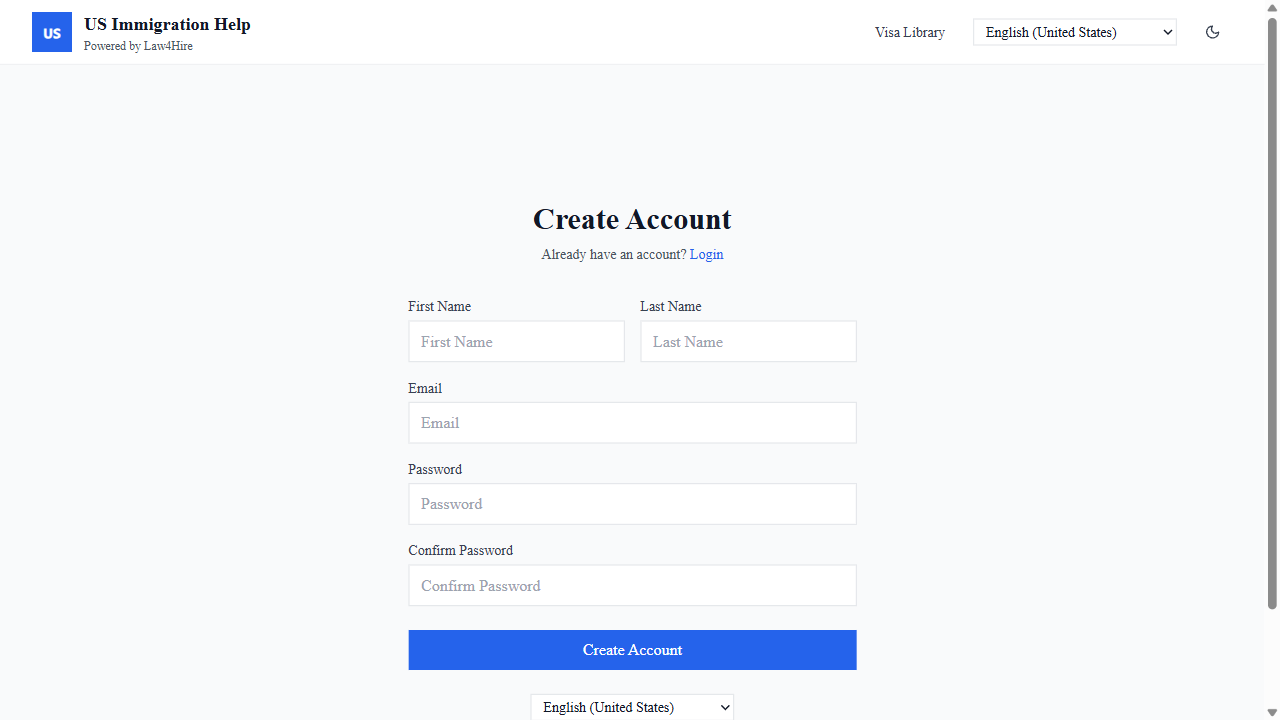 US
US Immigration Help
Powered by Law4Hire
Visa Library
English (United States)
Create Account
Already have an account? Login
First Name
Last Name
First Name
Last Name
Email
Email
Password
Password
Confirm Password
Confirm Password
Create Account
English (United States)